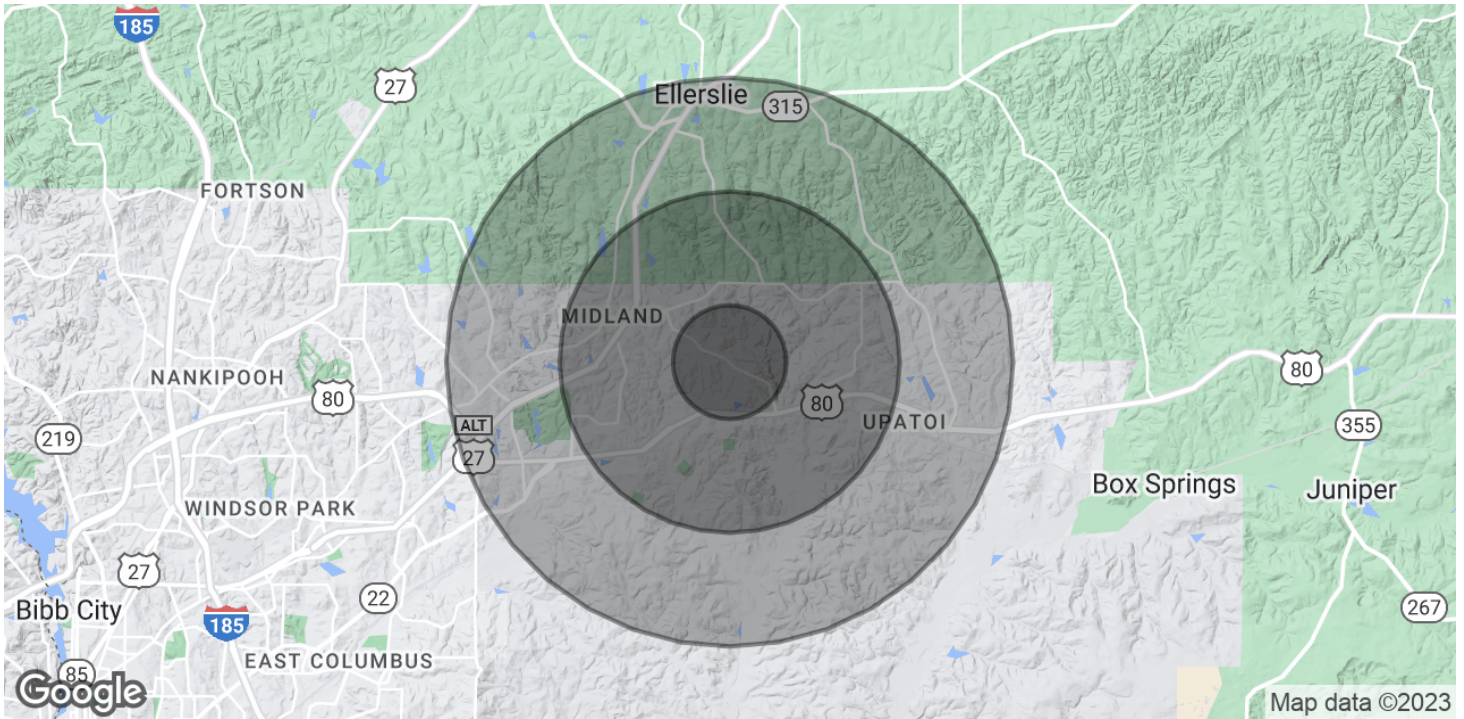 185
27
Ellerslie
315
FORTSON
MIDLAND
NANKIPOOH
80
80
80
ALT
27
UPATOI
219
355
Box Springs
Juniper
WINDSOR PARK
27
22
Bibb City
185
267
EAST COLUMBUS
85
Google
Map data ©2023